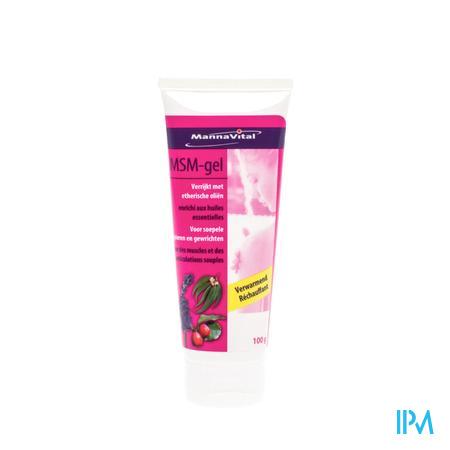 MannaVital
MSM-gel
Verrijkt met
etherische oliën
enrichi aux huiles
essentielles
Voor soepele
en gewrichten
des muscles et des
articulations souples
Verwarmend
Réchauffant
100 g
IPM